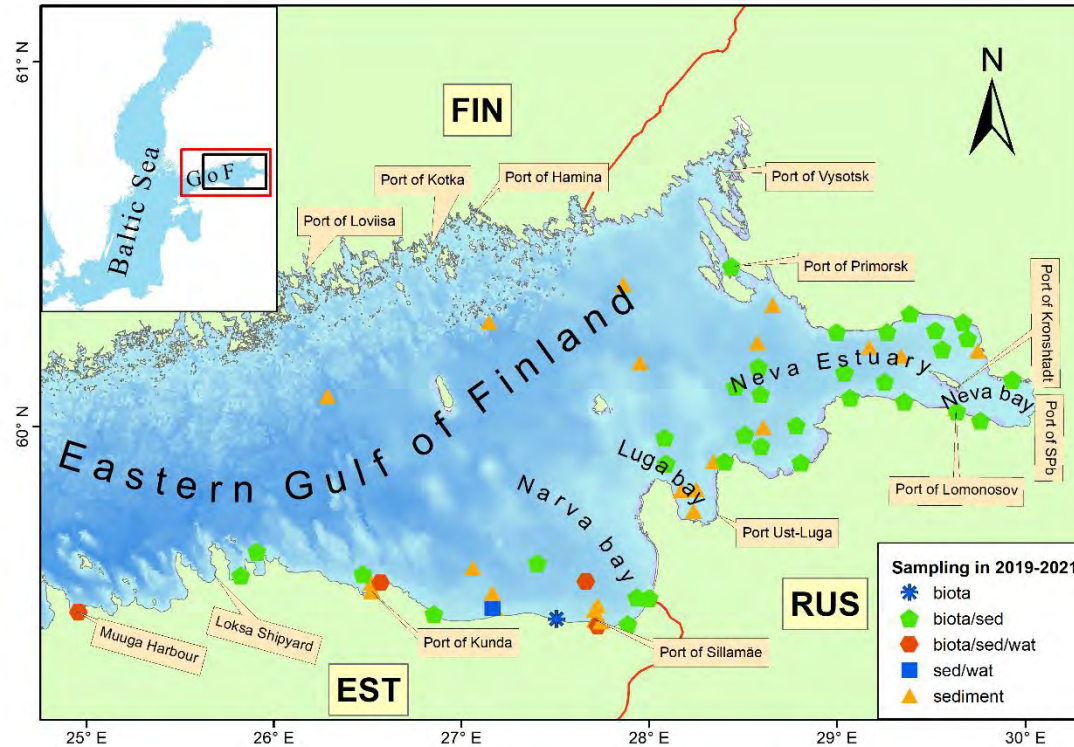 61° N
60° N
Baltic Sea
GoF
FIN
N
Port of Kotka
Port of Hamina
Port of Loviisa
Port of Vysotsk
Port of Primorsk
Port of Kronshtadt
Neva Estuary
Neva bay
Port of SPb
Eastern Gulf of Finland
Luga bay
Port of Lomonosov
Narva bay
Port Ust-Luga
RUS
Muuga Harbour
Loksa Shipyard
Port of Kunda
Port of Sillamäe
EST
Sampling in 2019-2021
biota
biota/sed
biota/sed/wat
sed/wat
sediment
25° E
26° E
27° E
28° E
29° E
30° E